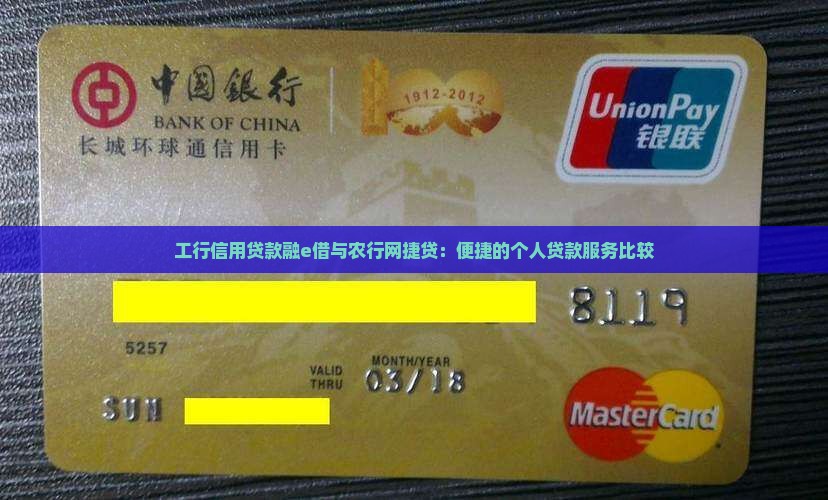 中國銀行
BANK OF CHINA
长城环球通信用卡
1912-2012
UnionPay
银联
工行信用贷款融e借与农行网捷贷：便捷的个人贷款服务比较
8119
5257
VALID THRU
MONTH/YEAR
03/18
SUN
MasterCard